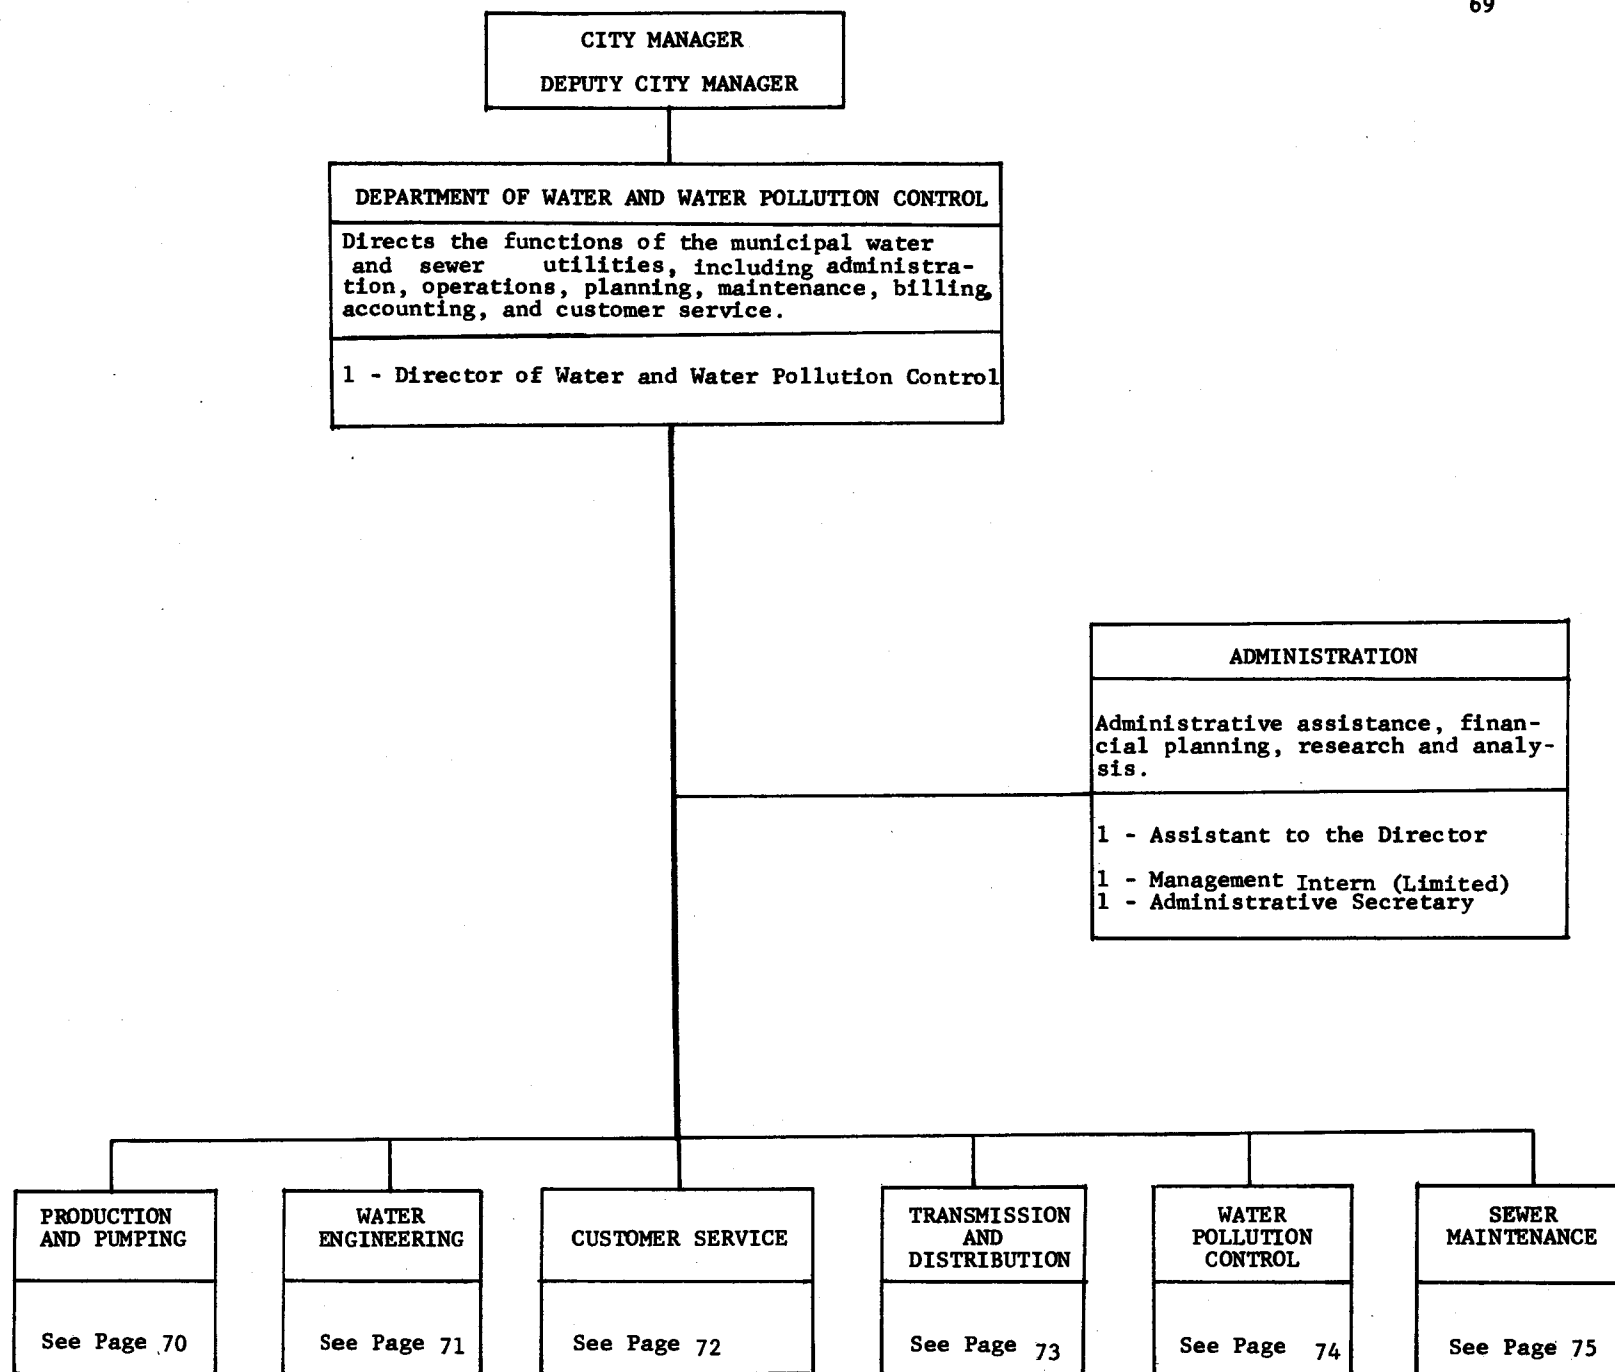 69
CITY MANAGER
DEPUTY CITY MANAGER
DEPARTMENT OF WATER AND WATER POLLUTION CONTROL
Directs the functions of the municipal water
and sewer utilities, including administra-
tion, operations, planning, maintenance, billing,
accounting, and customer service.
1 - Director of Water and Water Pollution Control
ADMINISTRATION
Administrative assistance, finan-
cial planning, research and analy-
sis.
1 - Assistant to the Director
1 - Management Intern (Limited)
1 - Administrative Secretary
PRODUCTION
AND PUMPING
See Page 70
WATER
ENGINEERING
See Page 71
CUSTOMER SERVICE
See Page 72
TRANSMISSION
AND
DISTRIBUTION
See Page 73
WATER
POLLUTION
CONTROL
See Page 74
SEWER
MAINTENANCE
See Page 75